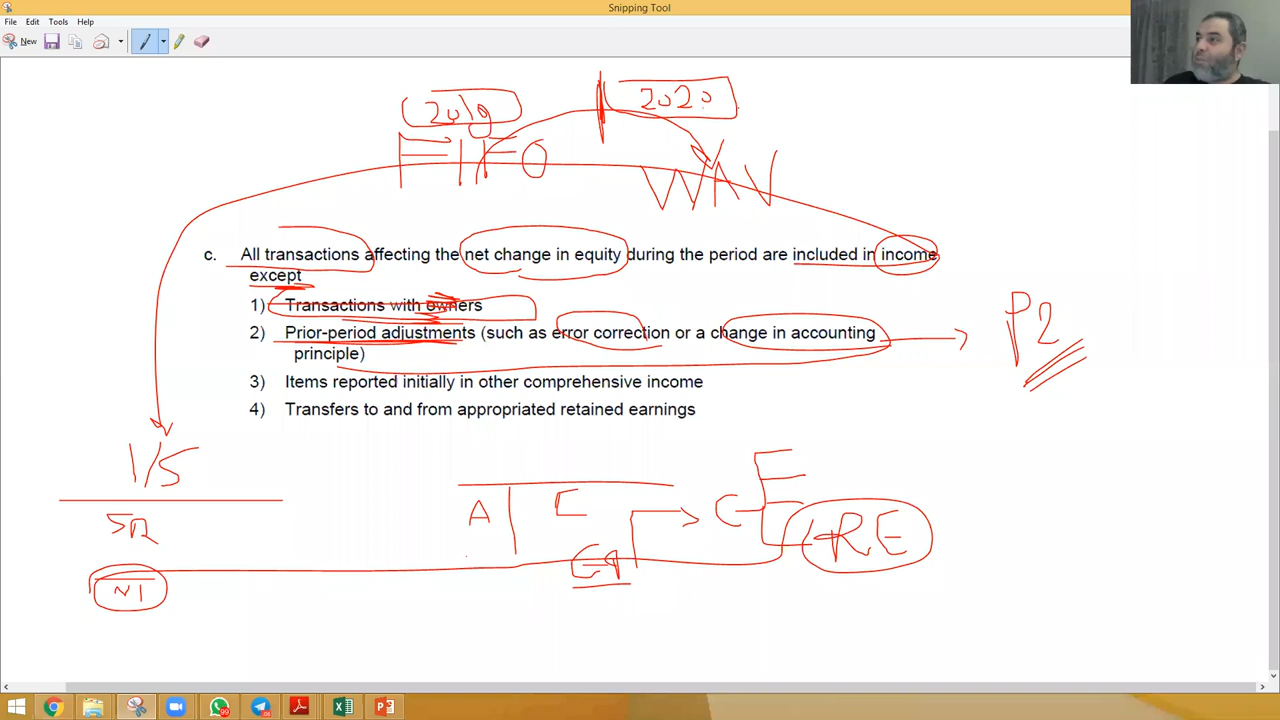 Snipping Tool
File Edit Tools Help
New
2019 2020
FIFO WAV
c. All transactions affecting the net change in equity during the period are included in income
except
1) Transactions with owners
2) Prior-period adjustments (such as error correction or a change in accounting
principle)
P2
3) Items reported initially in other comprehensive income
4) Transfers to and from appropriated retained earnings
I/S
A
RE
NI
99